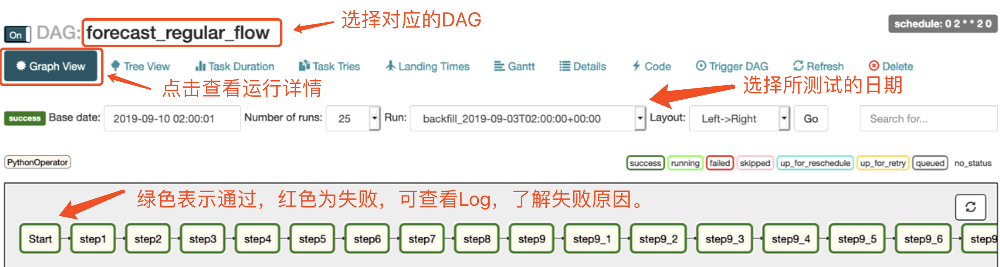 选择对应的DAG
schedule: 0 2 * * 2 0
On DAG: forecast_regular_flow
Graph View Tree View Task Duration Task Tries Landing Times Gantt Details Code Trigger DAG Refresh Delete
点击查看运行详情
选择所测试的日期
success Base date: 2019-09-10 02:00:01 Number of runs: 25 Run: backfill_2019-09-03T02:00:00+00:00 Layout: Left->Right Go Search for...
PythonOperator success running failed skipped up_for_reschedule up_for_retry queued no_status
绿色表示通过，红色为失败，可查看Log，了解失败原因。
Start step1 step2 step3 step4 step5 step6 step7 step8 step9 step9_1 step9_2 step9_3 step9_4 step9_5 step9_6 step9